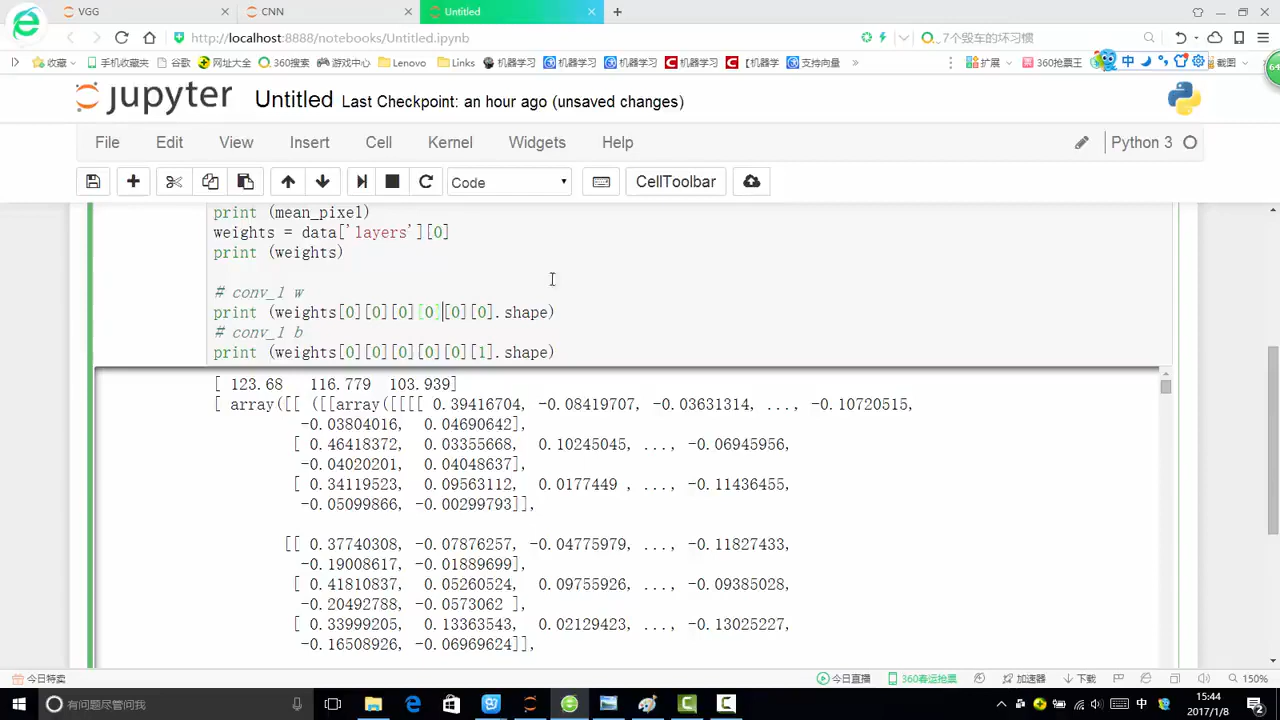 VGG
CNN
Untitled
http://localhost:8888/notebooks/Untitled.ipynb
7个毁车的坏习惯
收藏
手机收藏夹
谷歌
网址大全
360搜索
游戏中心
Lenovo
Links
机器学习
机器学习
机器学习
机器学习
【机器学
支持向量
»
扩展
360抢票王
中
截图
64
jupyter
Untitled
Last Checkpoint: an hour ago (unsaved changes)
File
Edit
View
Insert
Cell
Kernel
Widgets
Help
Python 3
Code
CellToolbar
print (mean_pixel)
weights = data['layers'][0]
print (weights)
# conv_1 w
print (weights[0][0][0][0][0][0].shape)
# conv_1 b
print (weights[0][0][0][0][0][1].shape)
[ 123.68   116.779  103.939]
[ array([[ ([[array([[[[ 0.39416704, -0.08419707, -0.03631314, ..., -0.10720515,
-0.03804016,  0.04690642],
[ 0.46418372,  0.03355668,  0.10245045, ..., -0.06945956,
-0.04020201,  0.04048637],
[ 0.34119523,  0.09563112,  0.0177449 , ..., -0.11436455,
-0.05099866, -0.00299793]],
[[ 0.37740308, -0.07876257, -0.04775979, ..., -0.11827433,
-0.19008617, -0.01889699],
[ 0.41810837,  0.05260524,  0.09755926, ..., -0.09385028,
-0.20492788, -0.0573062 ],
[ 0.33999205,  0.13363543,  0.02129423, ..., -0.13025227,
-0.16508926, -0.06969624]],
今日特卖
今日直播
360春运抢票
加速器
下载
150%
有问题尽管问我
中
15:44
2017/1/8
2